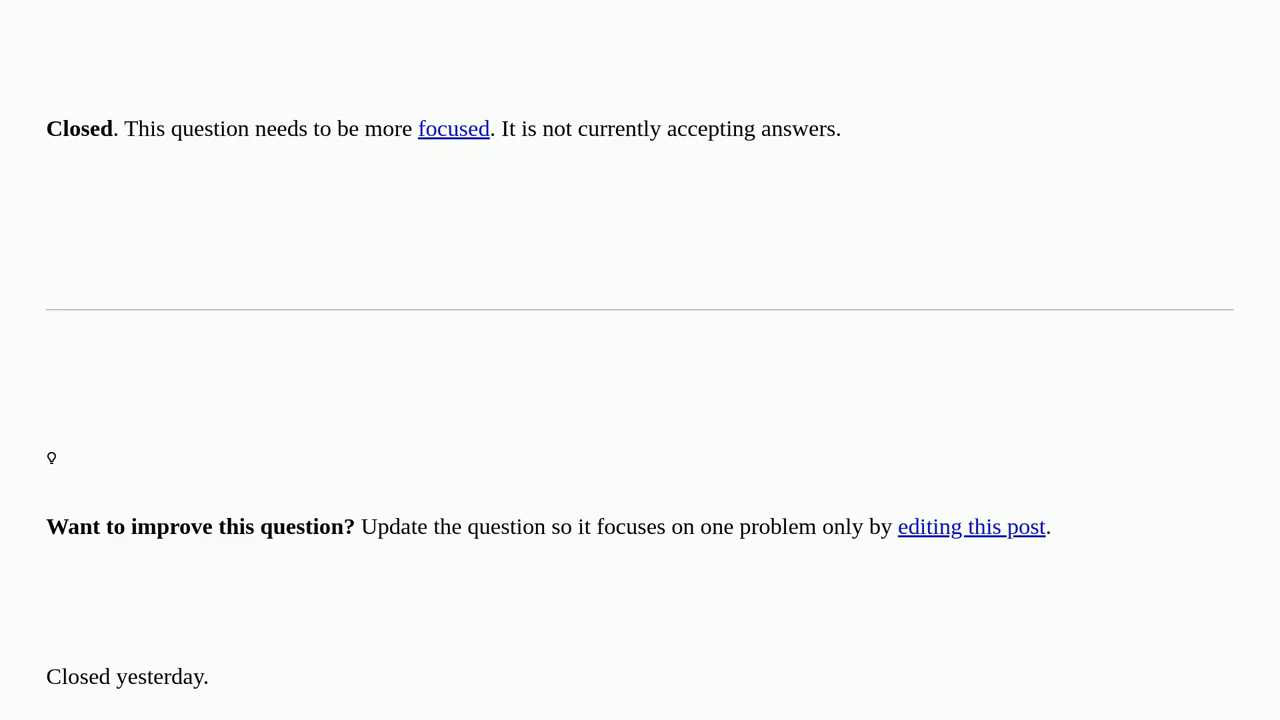 Closed. This question needs to be more focused. It is not currently accepting answers.
Want to improve this question? Update the question so it focuses on one problem only by editing this post.
Closed yesterday.